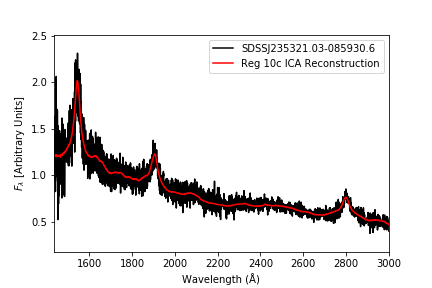 2.5
2.0
1.5
1.0
0.5
F_λ [Arbitrary Units]
SDSSJ235321.03-085930.6
Reg 10c ICA Reconstruction
1600 1800 2000 2200 2400 2600 2800 3000
Wavelength (Å)